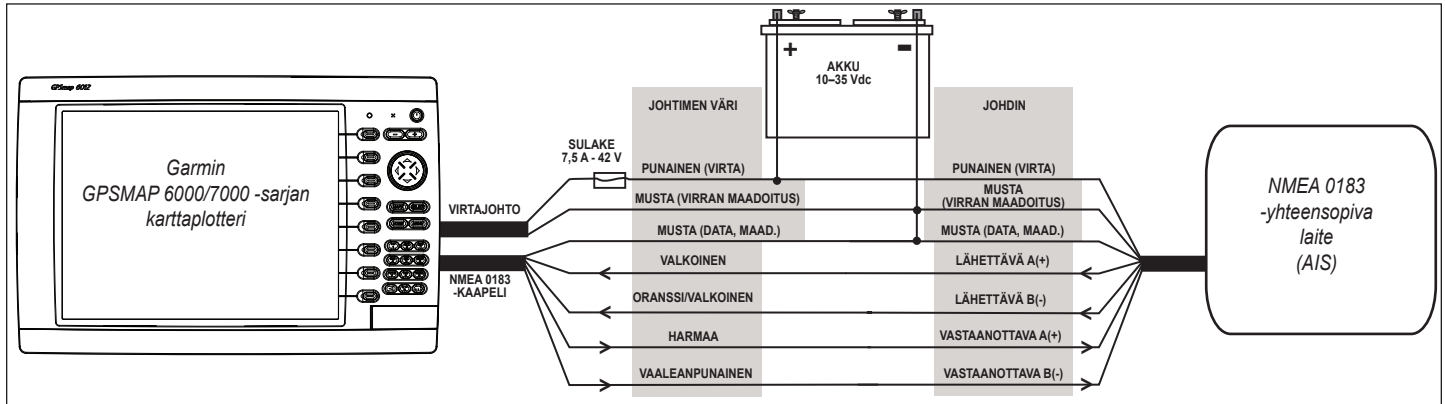 GPSmap 6012
Garmin
GPSMAP 6000/7000 -sarjan
karttaplotteri
VIRTAJOHTO
NMEA 0183
-KAAPELI
SULAKE
7,5 A - 42 V
JOHTIMEN VÄRI
PUNAINEN (VIRTA)
MUSTA (VIRRAN MAADOITUS)
MUSTA (DATA, MAAD.)
VALKOINEN
ORANSSI/VALKOINEN
HARMAA
VAALEANPUNAINEN
+ -
AKKU
10–35 Vdc
JOHDIN
PUNAINEN (VIRTA)
MUSTA
(VIRRAN MAADOITUS)
MUSTA (DATA, MAAD.)
LÄHETTÄVÄ A(+)
LÄHETTÄVÄ B(-)
VASTAANOTTAVA A(+)
VASTAANOTTAVA B(-)
NMEA 0183
-yhteensopiva
laite
(AIS)